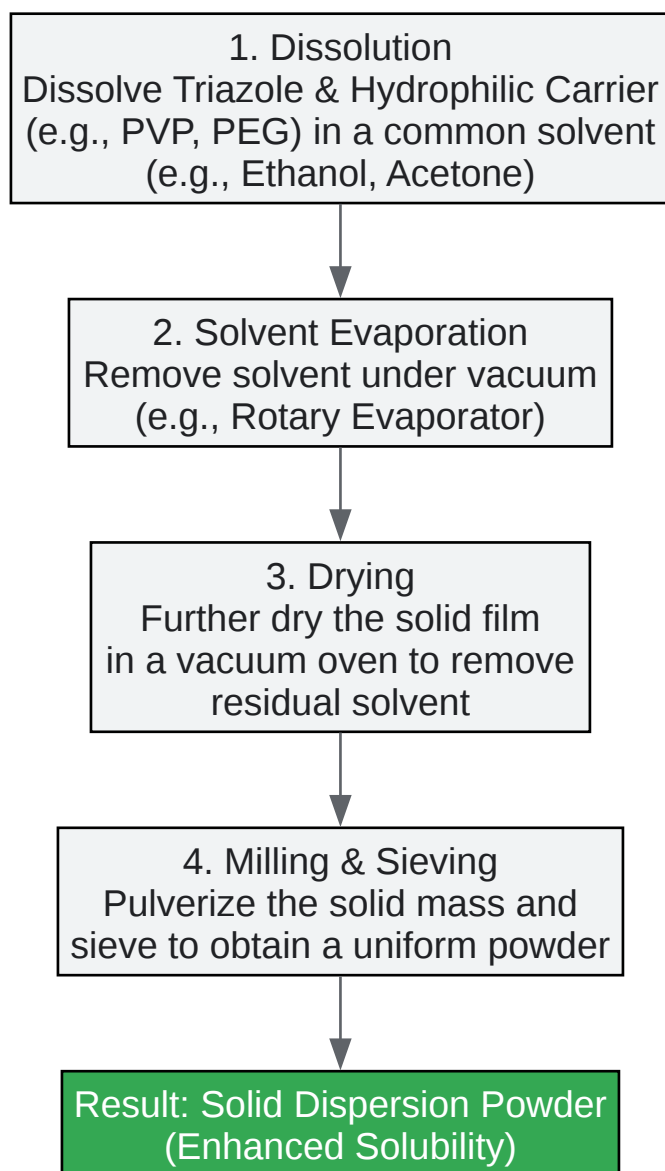 1. Dissolution
Dissolve Triazole & Hydrophilic Carrier
(e.g., PVP, PEG) in a common solvent
(e.g., Ethanol, Acetone)
2. Solvent Evaporation
Remove solvent under vacuum
(e.g., Rotary Evaporator)
3. Drying
Further dry the solid film
in a vacuum oven to remove
residual solvent
4. Milling & Sieving
Pulverize the solid mass and
sieve to obtain a uniform powder
Result: Solid Dispersion Powder
(Enhanced Solubility)